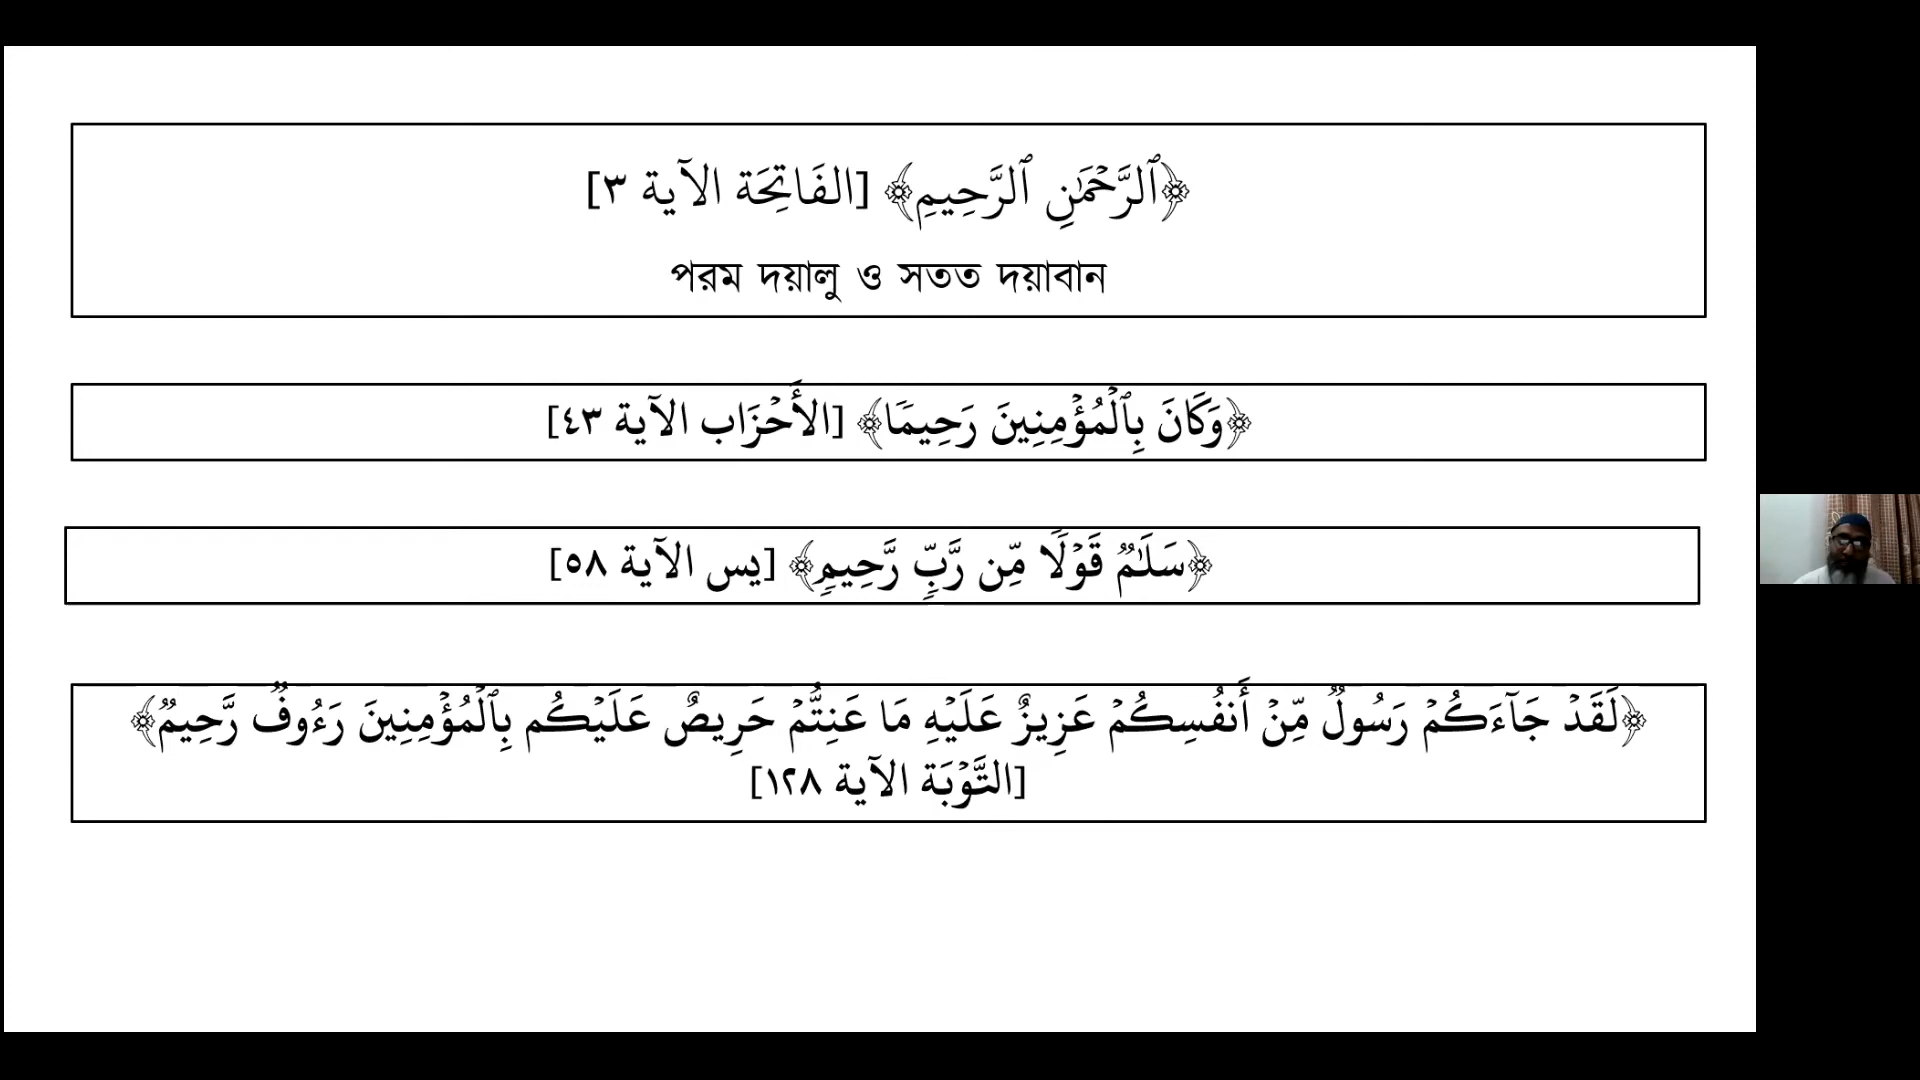 ﴿ٱلرَّحۡمَٰنِ ٱلرَّحِيمِ﴾ [الفَاتِحَة الآية ٣]
পরম দয়ালু ও সতত দয়াবান
﴿وَكَانَ بِٱلۡمُؤۡمِنِينَ رَحِيمٗا﴾ [الأَحۡزَاب الآية ٤٣]
﴿سَلَٰمٞ قَوۡلٗا مِّن رَّبّٖ رَّحِيمٖ﴾ [يس الآية ٥٨]
﴿لَقَدۡ جَآءَكُمۡ رَسُولٞ مِّنۡ أَنفُسِكُمۡ عَزِيزٌ عَلَيۡهِ مَا عَنِتُّمۡ حَرِيصٌ عَلَيۡكُم بِٱلۡمُؤۡمِنِينَ رَءُوفٞ رَّحِيمٞ﴾
[التَّوۡبَة الآية ١٢٨]